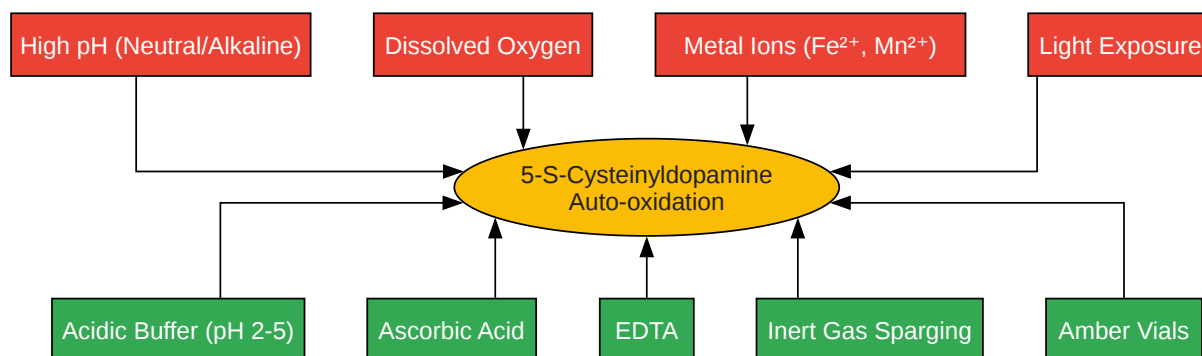 High pH (Neutral/Alkaline)
Dissolved Oxygen
Metal Ions (Fe²⁺, Mn²⁺)
Light Exposure
5-S-Cysteinyldopamine
Auto-oxidation
Acidic Buffer (pH 2-5)
Ascorbic Acid
EDTA
Inert Gas Sparging
Amber Vials